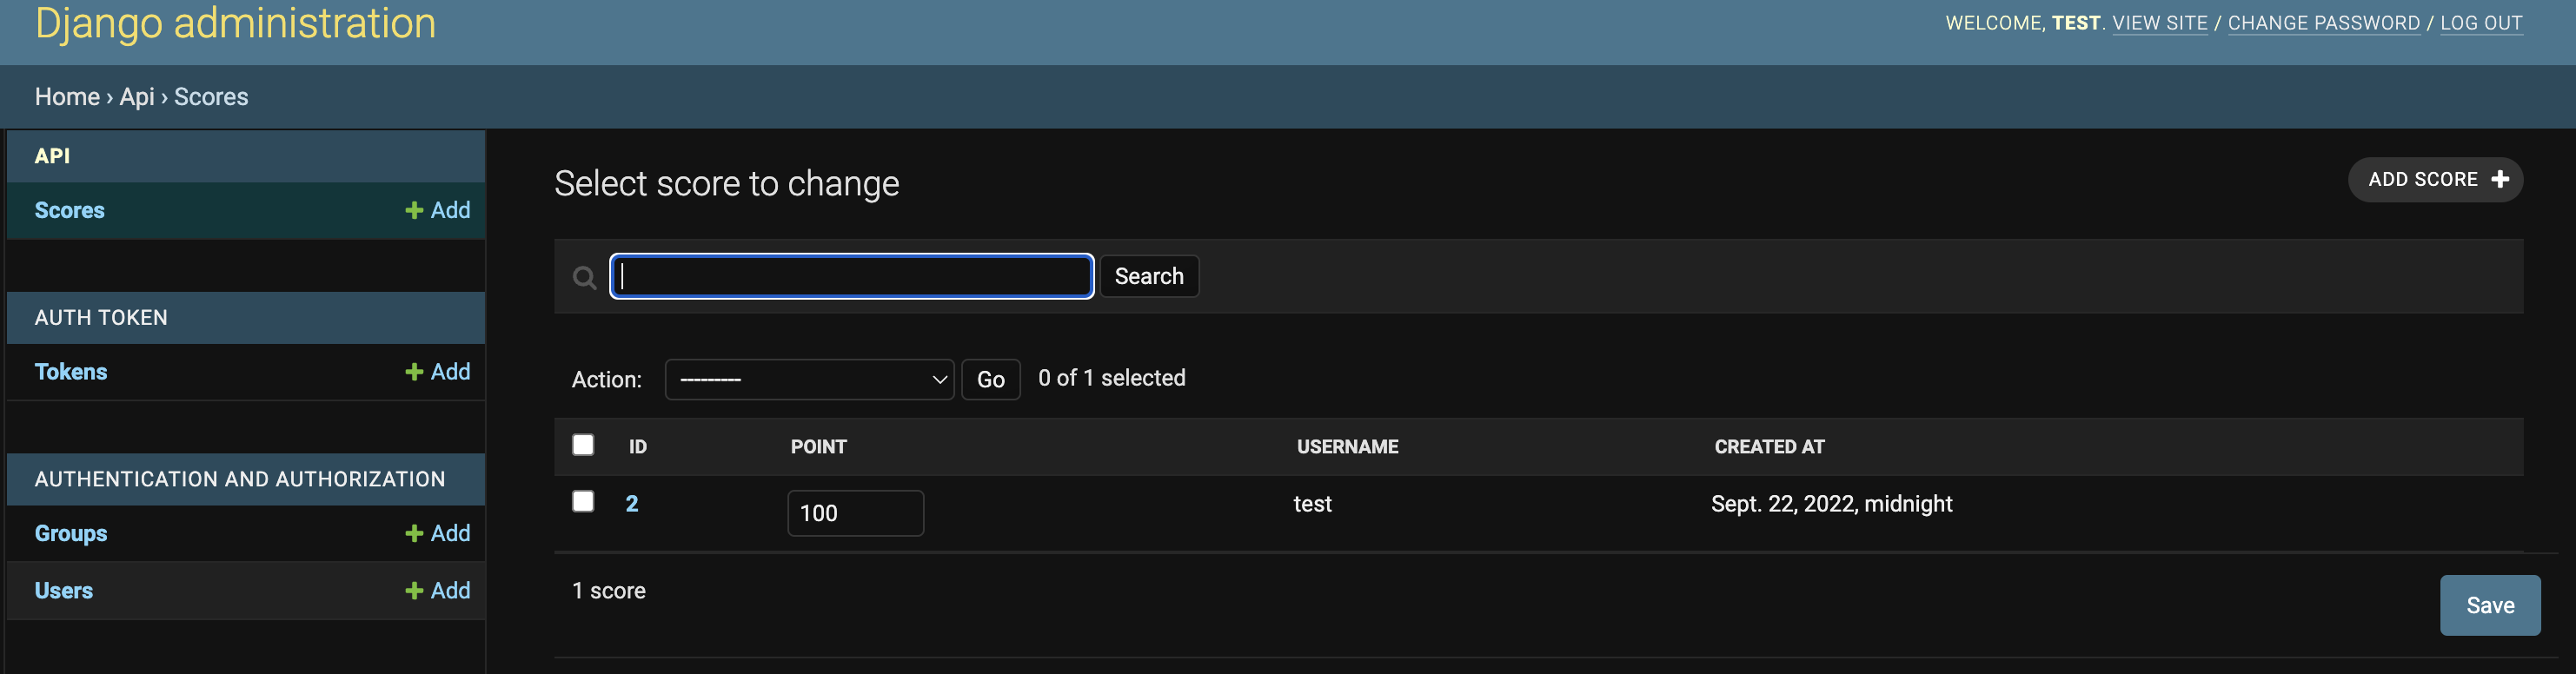 Django administration
WELCOME, TEST. VIEW SITE / CHANGE PASSWORD / LOG OUT
Home › Api › Scores
API
Scores + Add
AUTH TOKEN
Tokens + Add
AUTHENTICATION AND AUTHORIZATION
Groups + Add
Users + Add
Select score to change
ADD SCORE +
Search
Action: --------- Go 0 of 1 selected
ID POINT USERNAME CREATED AT
2 100 test Sept. 22, 2022, midnight
1 score
Save